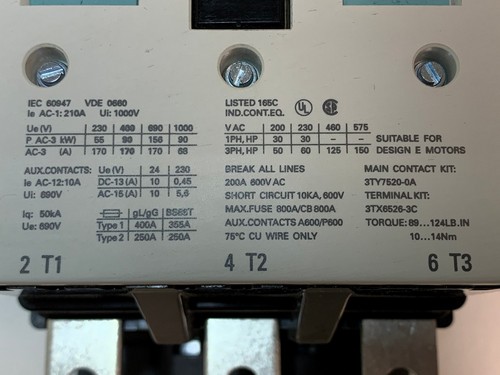 IEC 60947 VDE 0660
Ie AC-1:210A Ui: 1000V
Ue (V) 230 400 690 1000
P AC-3 kW) 55 90 156 90
AC-3 (A) 170 170 170 68
AUX.CONTACTS: Ue (V) 24 230
Ie AC-12:10A DC-13 (A) 10 0,45
Ui: 690V AC-15 (A) 10 5,6
Iq: 50kA gL/gG BS88T
Ue: 690V Type 1 400A 355A
Type 2 250A 250A
LISTED 165C
IND.CONT.EQ. UL SA
V AC 200 230 460 575
1PH, HP 30 30 – –
3PH, HP 50 60 125 150
SUITABLE FOR
DESIGN E MOTORS
BREAK ALL LINES
200A 600V AC
SHORT CIRCUIT 10KA, 600V
MAX.FUSE 800A/CB 800A
AUX.CONTACTS A600/P600
75°C CU WIRE ONLY
MAIN CONTACT KIT:
3TY7520-0A
TERMINAL KIT:
3TX6526-3C
TORQUE: 89...124LB.IN
10...14Nm
2 T1 4 T2 6 T3